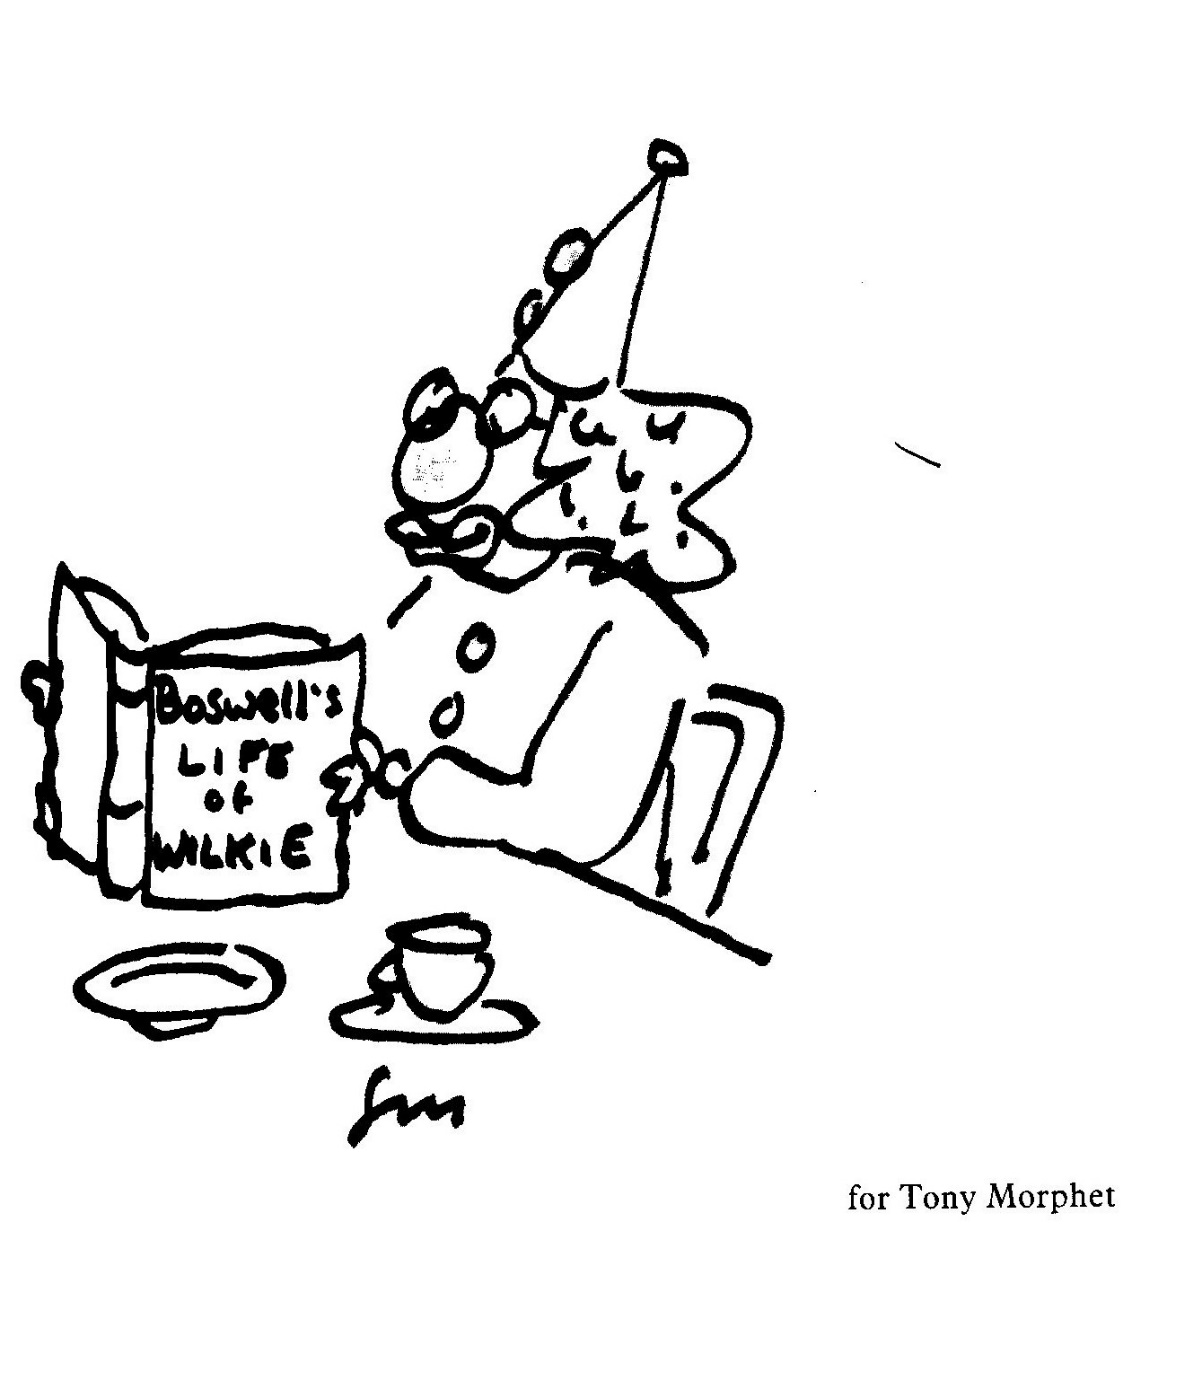 Boswell's
LIFE
of
WILKIE
for Tony Morphet